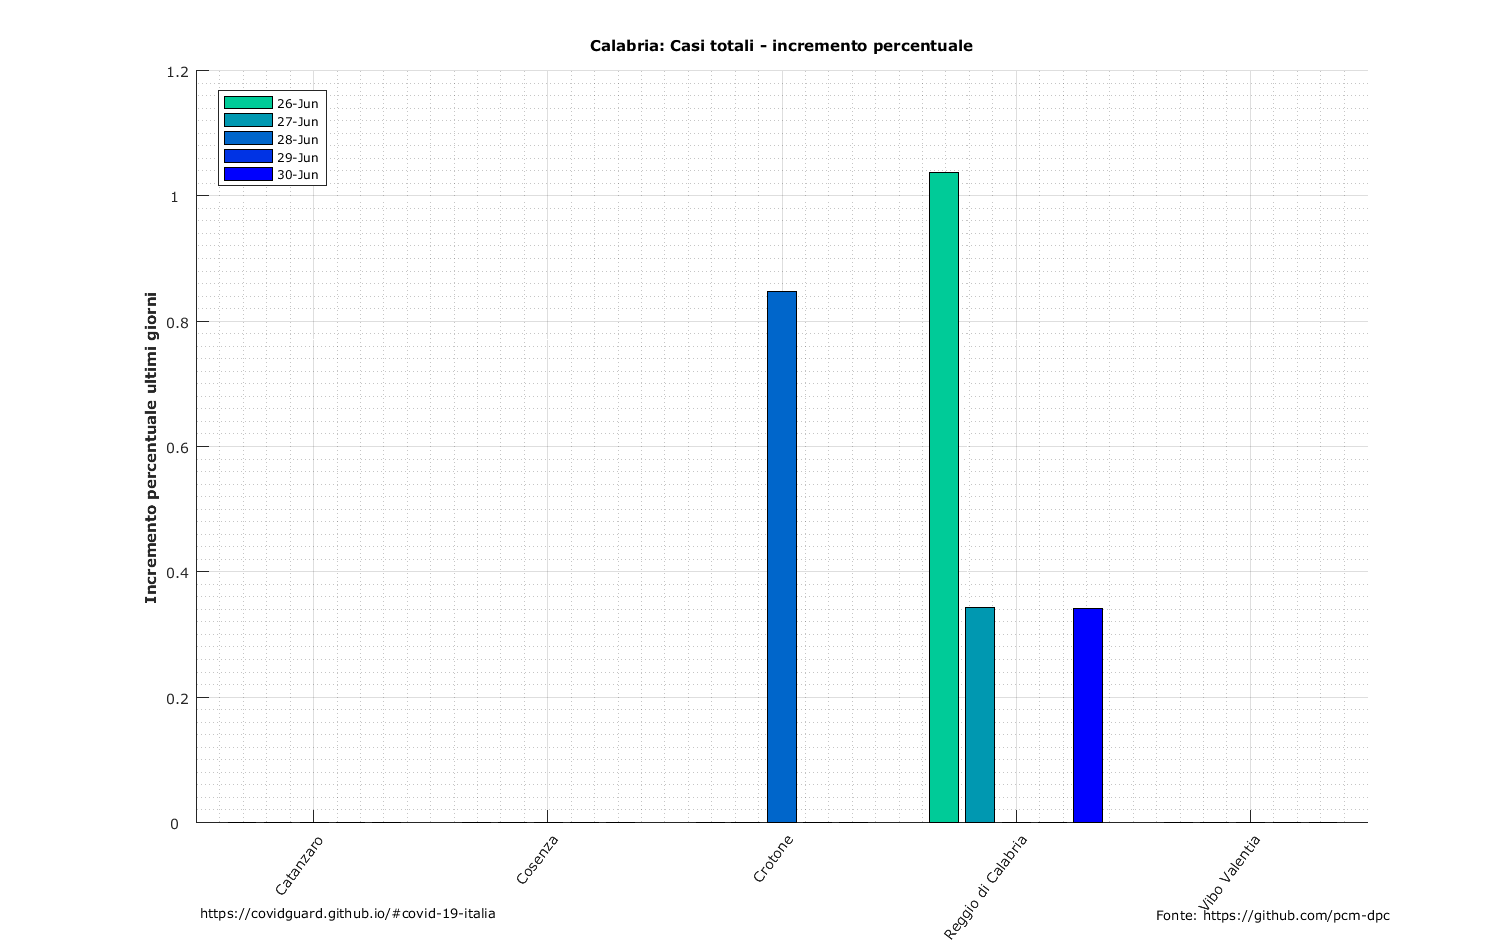 Calabria: Casi totali - incremento percentuale
1.2
1
0.8
0.6
0.4
0.2
0
Incremento percentuale ultimi giorni
26-Jun
27-Jun
28-Jun
29-Jun
30-Jun
Catanzaro
Cosenza
Crotone
Reggio di Calabria
Vibo Valentia
https://covidguard.github.io/#covid-19-italia
Fonte: https://github.com/pcm-dpc